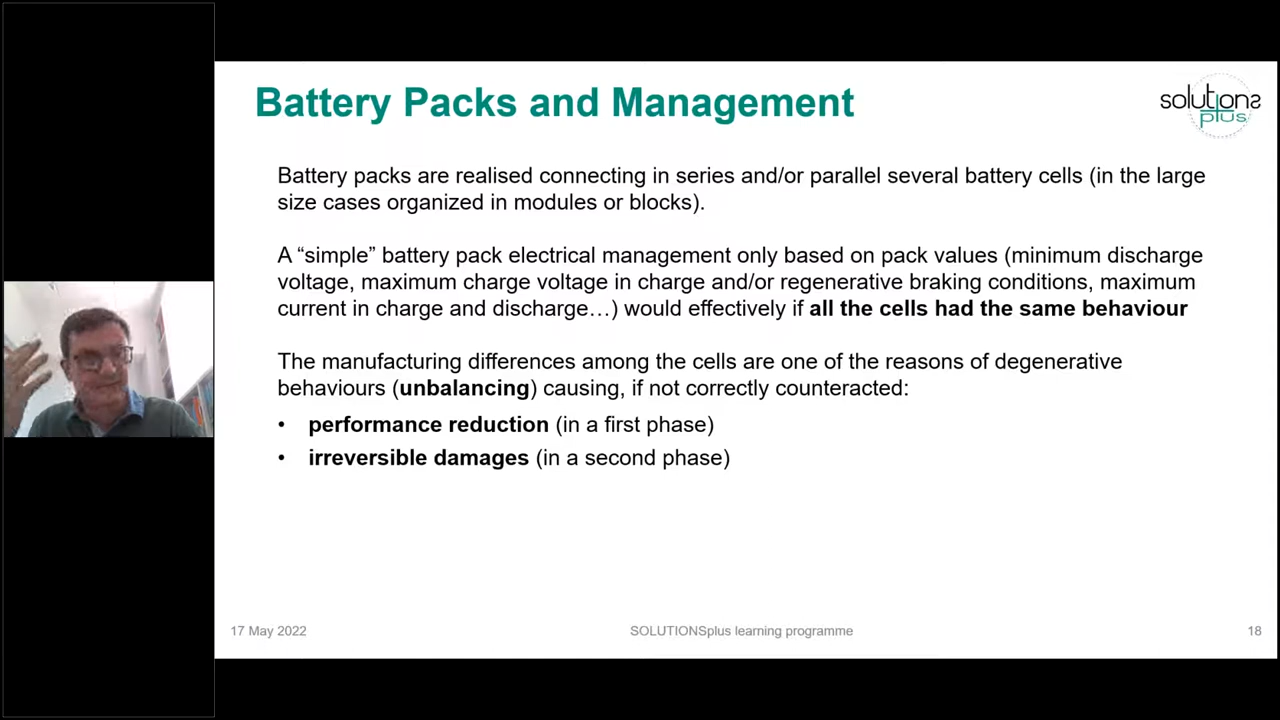 Battery Packs and Management
solutions
plus
Battery packs are realised connecting in series and/or parallel several battery cells (in the large
size cases organized in modules or blocks).
A “simple” battery pack electrical management only based on pack values (minimum discharge
voltage, maximum charge voltage in charge and/or regenerative braking conditions, maximum
current in charge and discharge…) would effectively if all the cells had the same behaviour
The manufacturing differences among the cells are one of the reasons of degenerative
behaviours (unbalancing) causing, if not correctly counteracted:
• performance reduction (in a first phase)
• irreversible damages (in a second phase)
17 May 2022
SOLUTIONSplus learning programme
18